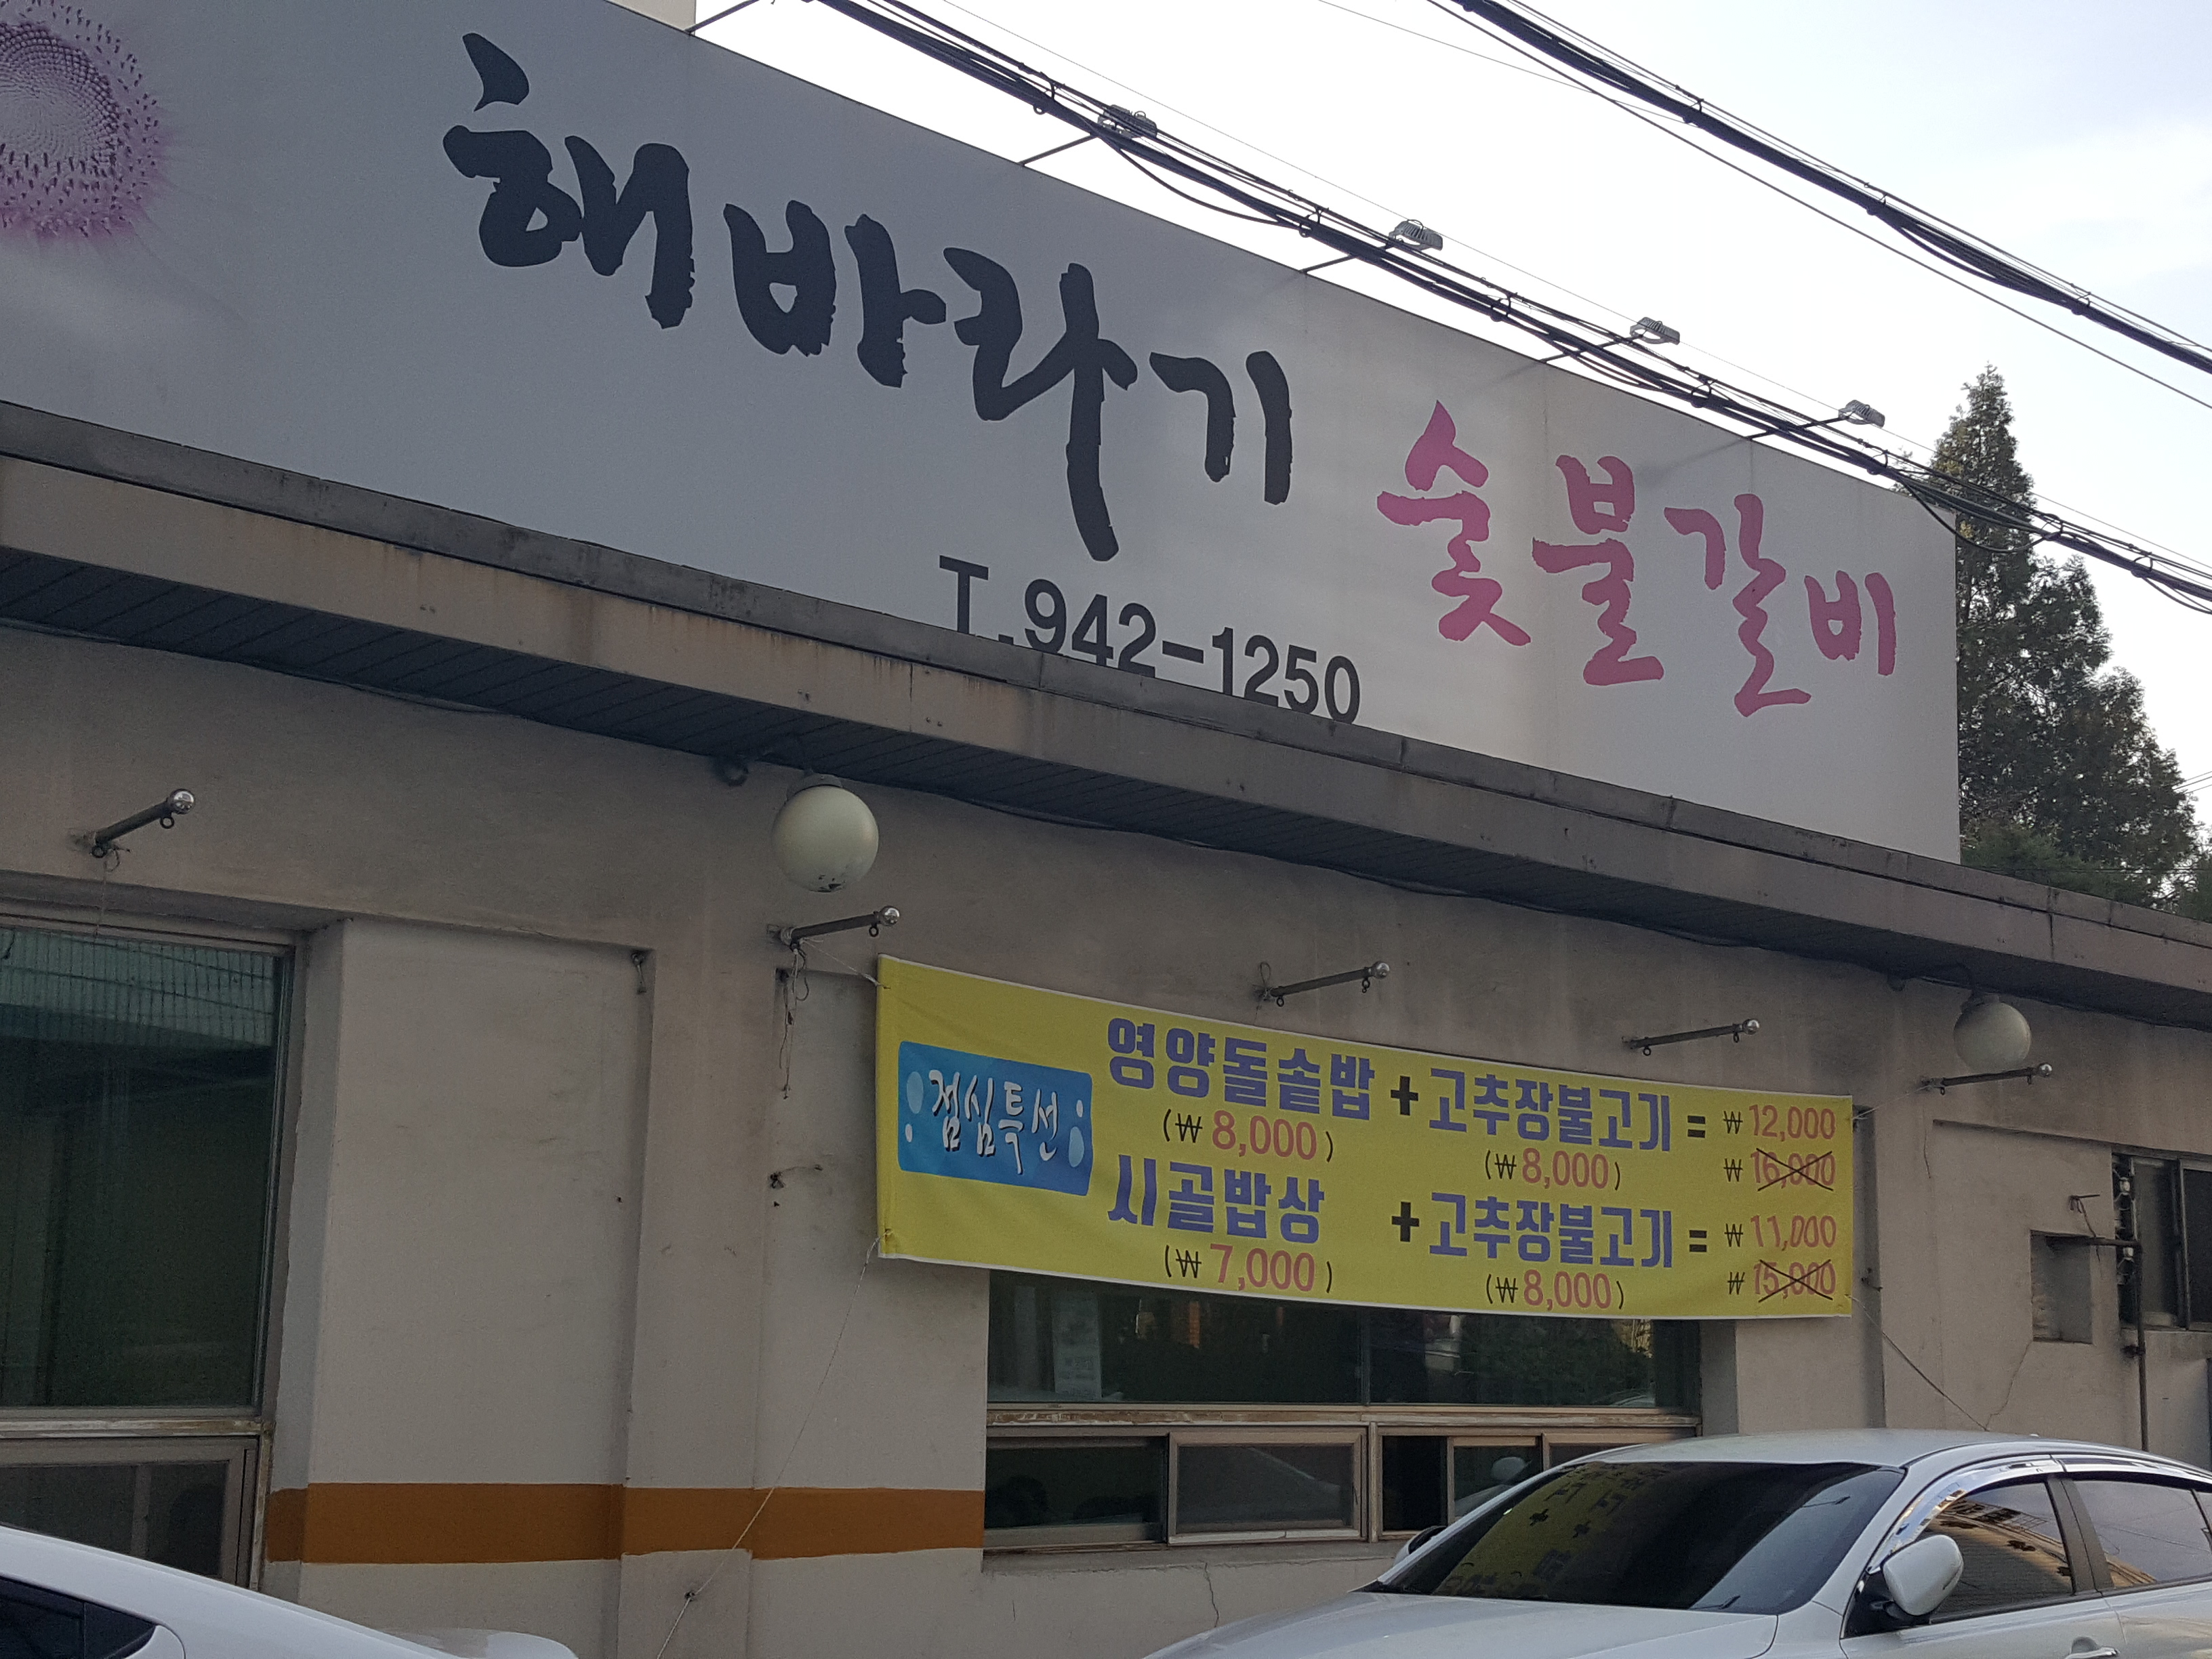 해바라기 숯불갈비
T.942-1250
점심특선
영양돌솥밥 + 고추장불고기 = ₩12,000
(₩8,000) (₩8,000) ₩16,000
시골밥상 + 고추장불고기 = ₩11,000
(₩7,000) (₩8,000) ₩15,000